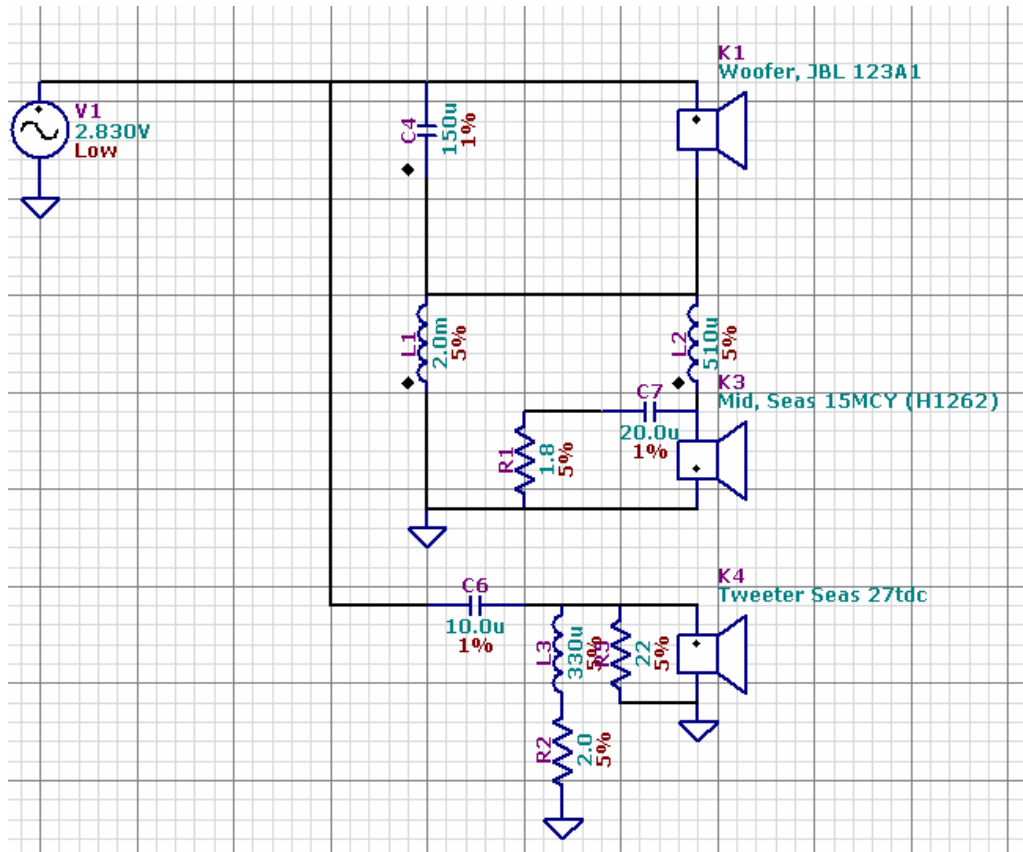 K1
Woofer, JBL 123A1
V1
2.830V
Low
C4
150u
1%
L1
2.0m
5%
L2
510u
5%
K3
Mid, Seas 15MCY (H1262)
C7
20.0u
1%
R1
1.8
5%
K4
Tweeter Seas 27tdc
C6
10.0u
1%
L3
330u
5%
R3
22
5%
R2
2.0
5%